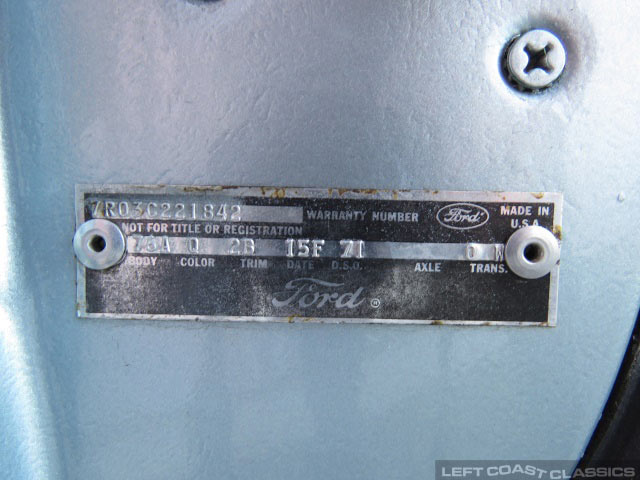 7R03C221842 WARRANTY NUMBER Ford MADE IN U.S.A.
NOT FOR TITLE OR REGISTRATION
Q 2B 15F 71
BODY COLOR TRIM DATE D.S.O. AXLE TRANS.
Ford ®
LEFT COAST CLASSICS